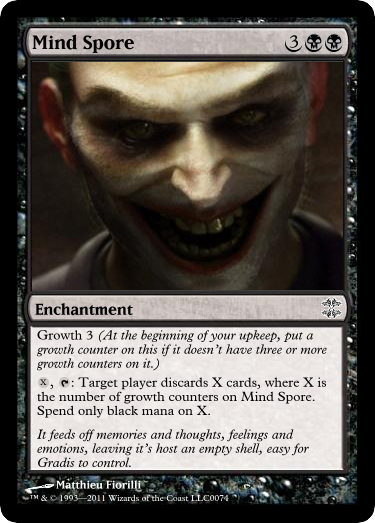 Mind Spore 3
Enchantment
Growth 3 (At the beginning of your upkeep, put a
growth counter on this if it doesn't have three or more
growth counters on it.)
X, : Target player discards X cards, where X is
the number of growth counters on Mind Spore.
Spend only black mana on X.
It feeds off memories and thoughts, feelings and
emotions, leaving it's host an empty shell, easy for
Gradis to control.
Matthieu Fiorilli
™ & © 1993—2011 Wizards of the Coast LLC0074